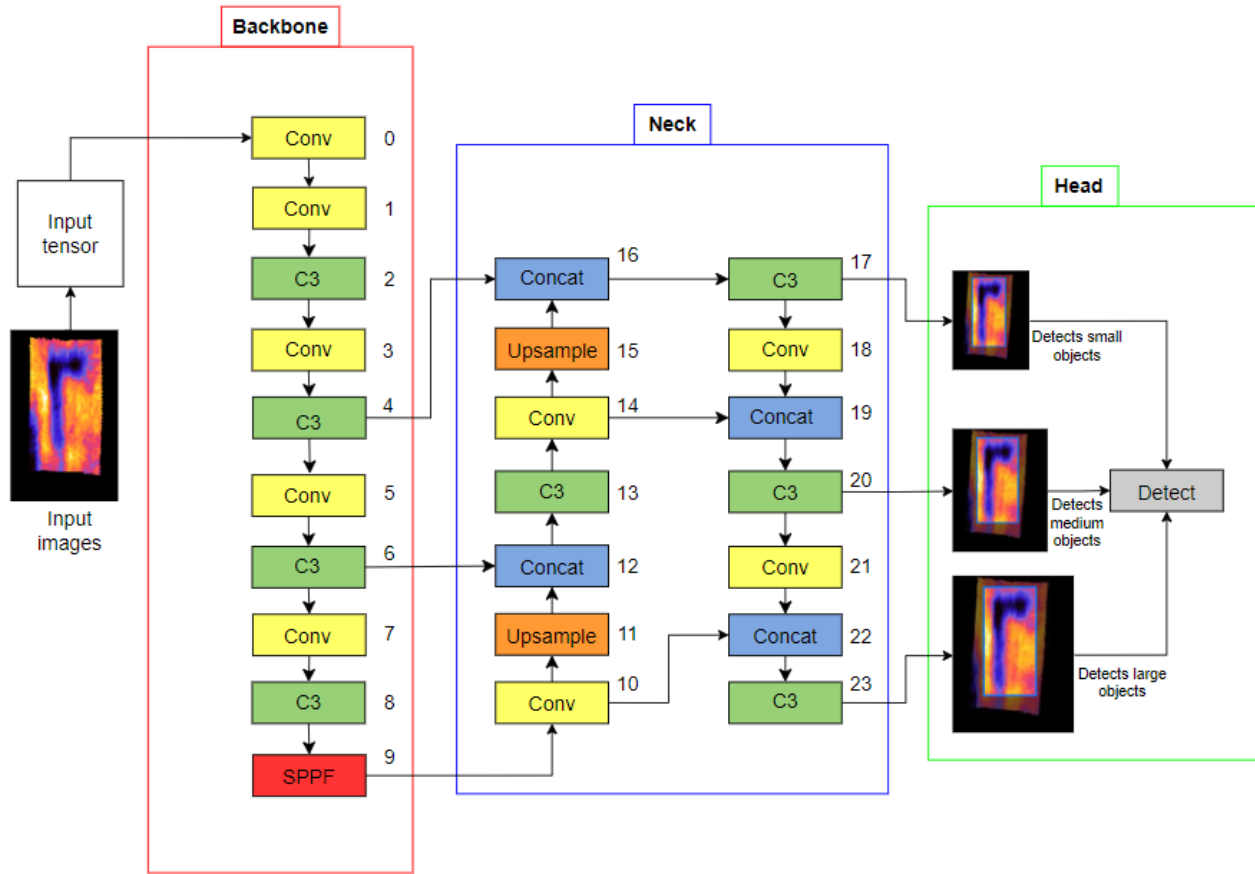 Backbone
Conv 0
Conv 1
C3 2
Conv 3
C3 4
Conv 5
C3 6
Conv 7
C3 8
SPPF 9
Input
tensor
Input
images
Neck
Concat 16
Upsample 15
Conv 14
C3 13
Concat 12
Upsample 11
Conv 10
C3 17
Conv 18
Concat 19
C3 20
Conv 21
Concat 22
C3 23
Head
Detects small
objects
Detects
medium
objects
Detects large
objects
Detect